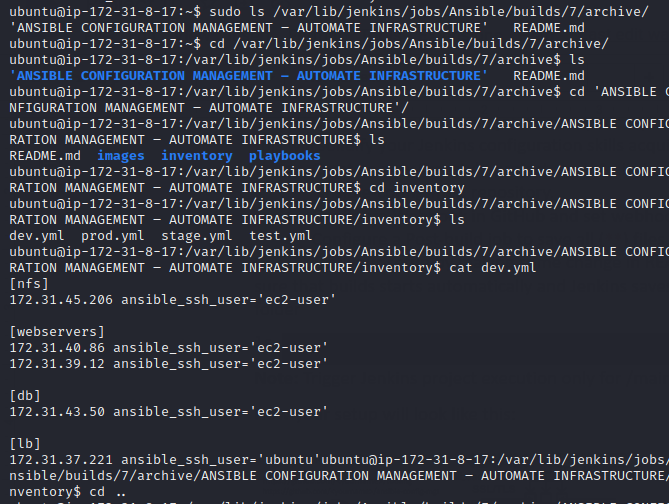 ubuntu@ip-172-31-8-17:~$ sudo ls /var/lib/jenkins/jobs/Ansible/builds/7/archive/
'ANSIBLE CONFIGURATION MANAGEMENT – AUTOMATE INFRASTRUCTURE'   README.md
ubuntu@ip-172-31-8-17:~$ cd /var/lib/jenkins/jobs/Ansible/builds/7/archive/
ubuntu@ip-172-31-8-17:/var/lib/jenkins/jobs/Ansible/builds/7/archive$ ls
'ANSIBLE CONFIGURATION MANAGEMENT – AUTOMATE INFRASTRUCTURE'   README.md
ubuntu@ip-172-31-8-17:/var/lib/jenkins/jobs/Ansible/builds/7/archive$ cd 'ANSIBLE C
NFIGURATION MANAGEMENT – AUTOMATE INFRASTRUCTURE'/
ubuntu@ip-172-31-8-17:/var/lib/jenkins/jobs/Ansible/builds/7/archive/ANSIBLE CONFIG
RATION MANAGEMENT – AUTOMATE INFRASTRUCTURE$ ls
README.md  images  inventory  playbooks
ubuntu@ip-172-31-8-17:/var/lib/jenkins/jobs/Ansible/builds/7/archive/ANSIBLE CONFIG
RATION MANAGEMENT – AUTOMATE INFRASTRUCTURE$ cd inventory
ubuntu@ip-172-31-8-17:/var/lib/jenkins/jobs/Ansible/builds/7/archive/ANSIBLE CONFIG
RATION MANAGEMENT – AUTOMATE INFRASTRUCTURE/inventory$ ls
dev.yml  prod.yml  stage.yml  test.yml
ubuntu@ip-172-31-8-17:/var/lib/jenkins/jobs/Ansible/builds/7/archive/ANSIBLE CONFIG
RATION MANAGEMENT – AUTOMATE INFRASTRUCTURE/inventory$ cat dev.yml
[nfs]
172.31.45.206 ansible_ssh_user='ec2-user'
[webservers]
172.31.40.86 ansible_ssh_user='ec2-user'
172.31.39.12 ansible_ssh_user='ec2-user'
[db]
172.31.43.50 ansible_ssh_user='ec2-user'
[lb]
172.31.37.221 ansible_ssh_user='ubuntu'ubuntu@ip-172-31-8-17:/var/lib/jenkins/jobs/
nsible/builds/7/archive/ANSIBLE CONFIGURATION MANAGEMENT – AUTOMATE INFRASTRUCTURE/
nventory$ cd ..